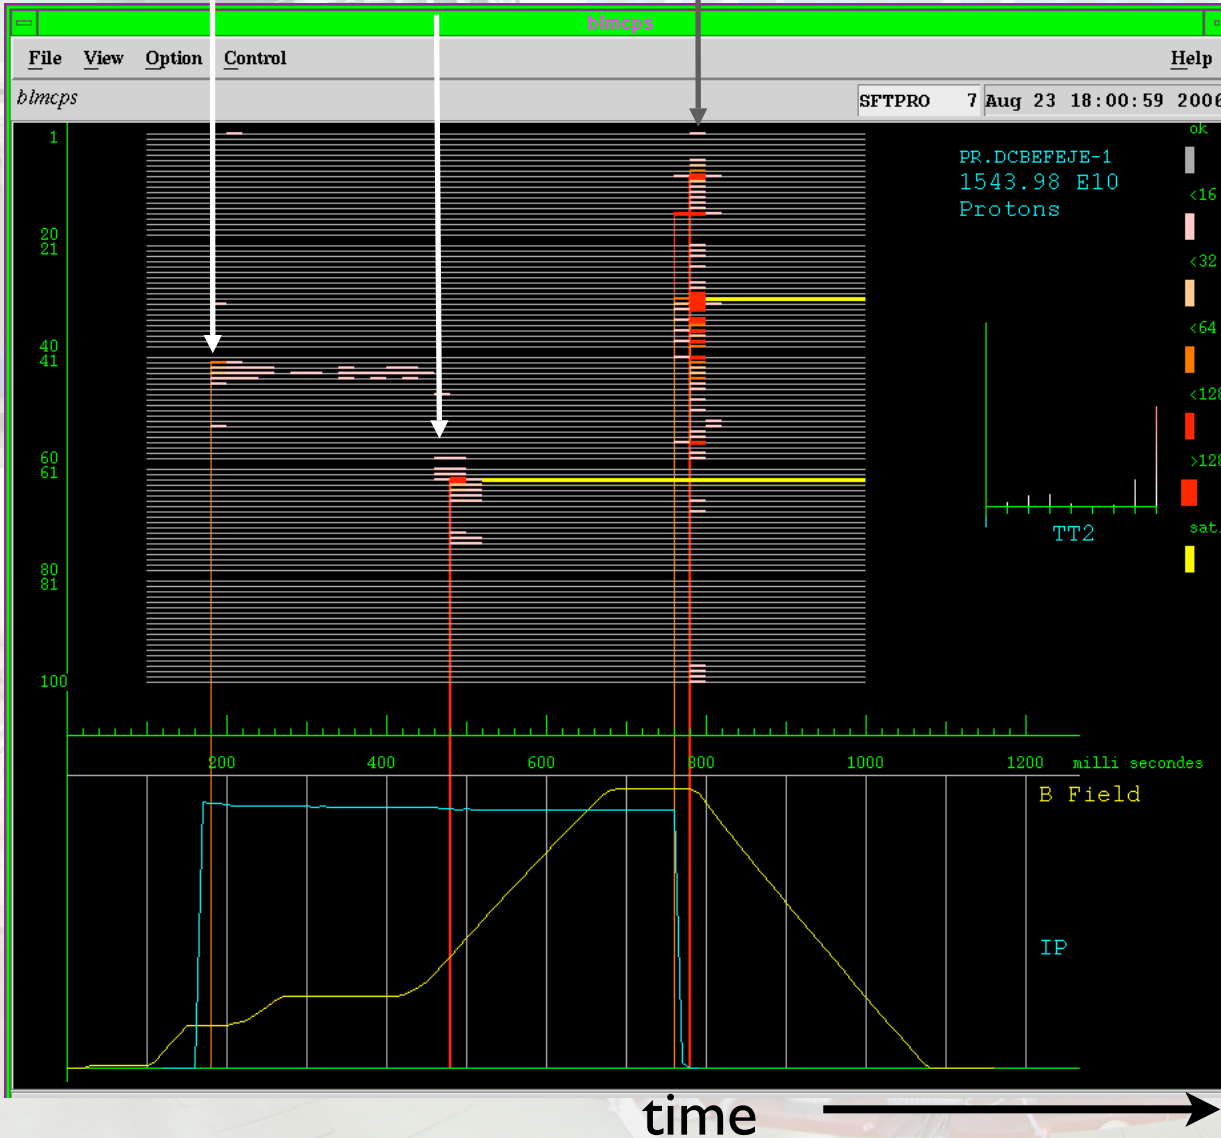 blmcps
File View Option Control Help
blmcps
SFTPRO 7 Aug 23 18:00:59 2006
ok
1
PR.DCBEFEJE-1
1543.98 E10
Protons
<16
20
21
<32
<64
40
41
<128
60
61
>128
TT2
sat
80
81
100
200 400 600 800 1000 1200 milli secondes
B Field
IP
time